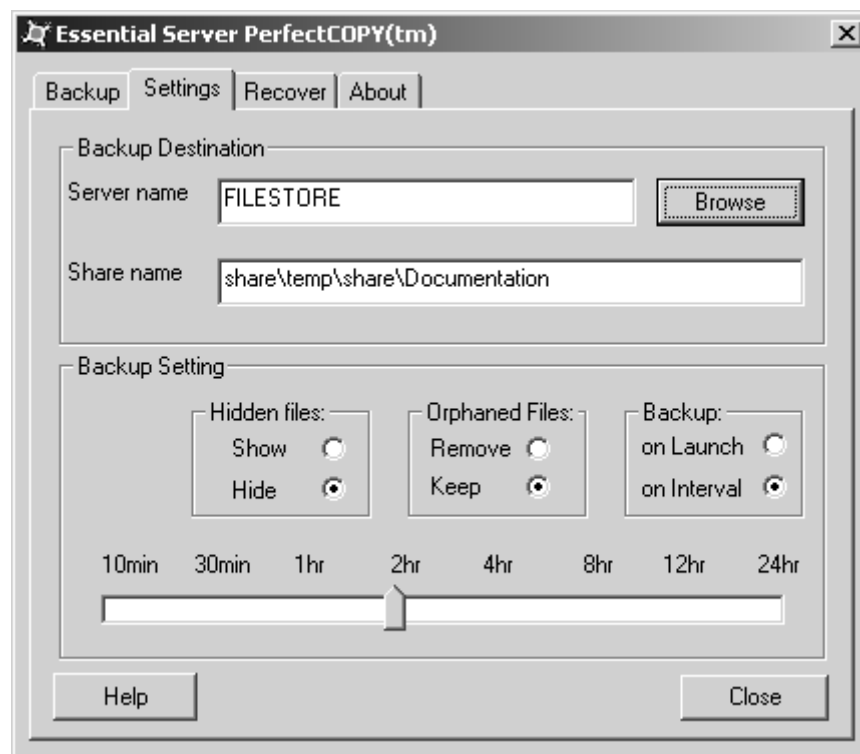 Essential Server PerfectCOPY(tm)
Backup Settings Recover About
Backup Destination
Server name FILESTORE Browse
Share name share\temp\share\Documentation
Backup Setting
Hidden files: Orphaned Files: Backup:
Show Remove on Launch
Hide Keep on Interval
10min 30min 1hr 2hr 4hr 8hr 12hr 24hr
Help Close